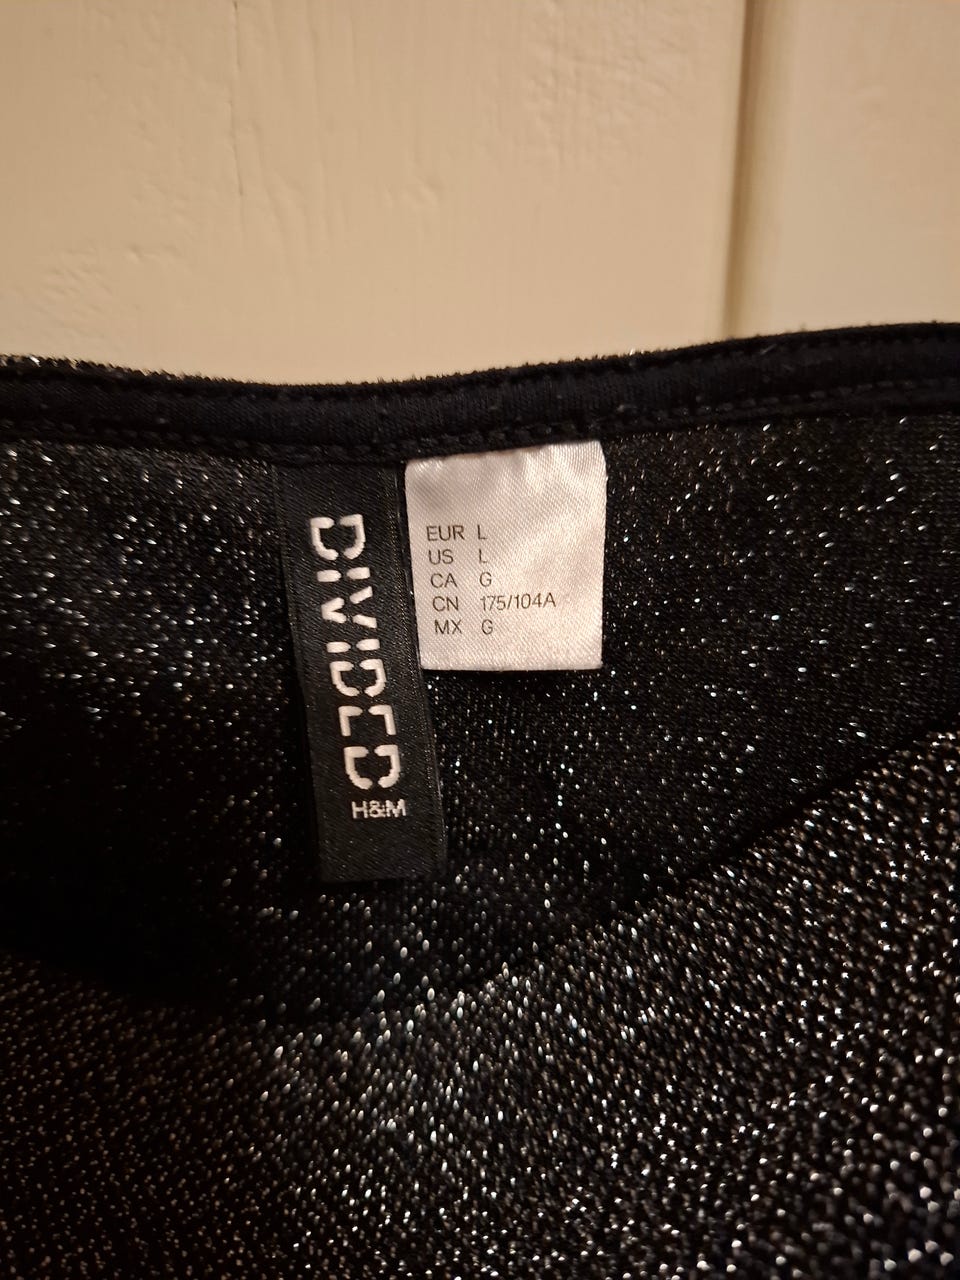 DIVIDED
H&M
EUR L
US L
CA G
CN 175/104A
MX G